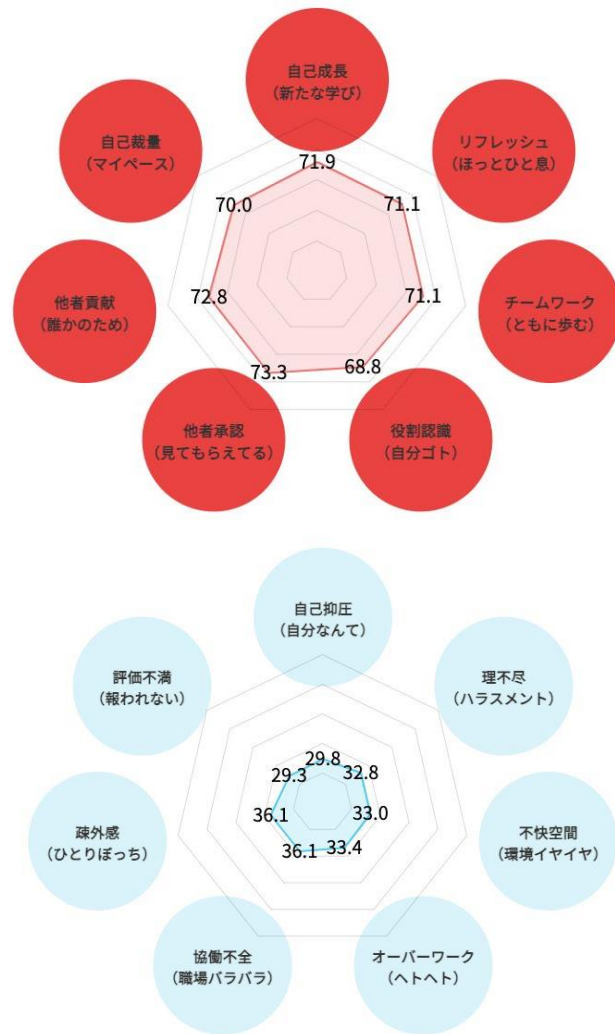 自己成長
（新たな学び）
自己裁量
（マイペース）
リフレッシュ
（ほっとひと息）
71.9
70.0
71.1
他者貢献
（誰かのため）
72.8
71.1
チームワーク
（ともに歩む）
73.3
68.8
他者承認
（見てもらえてる）
役割認識
（自分ゴト）
自己抑圧
（自分なんて）
評価不満
（報われない）
理不尽
（ハラスメント）
29.8
29.3
32.8
疎外感
（ひとりぼっち）
36.1
33.0
不快空間
（環境イヤイヤ）
36.1
33.4
協働不全
（職場バラバラ）
オーバーワーク
（ヘトヘト）